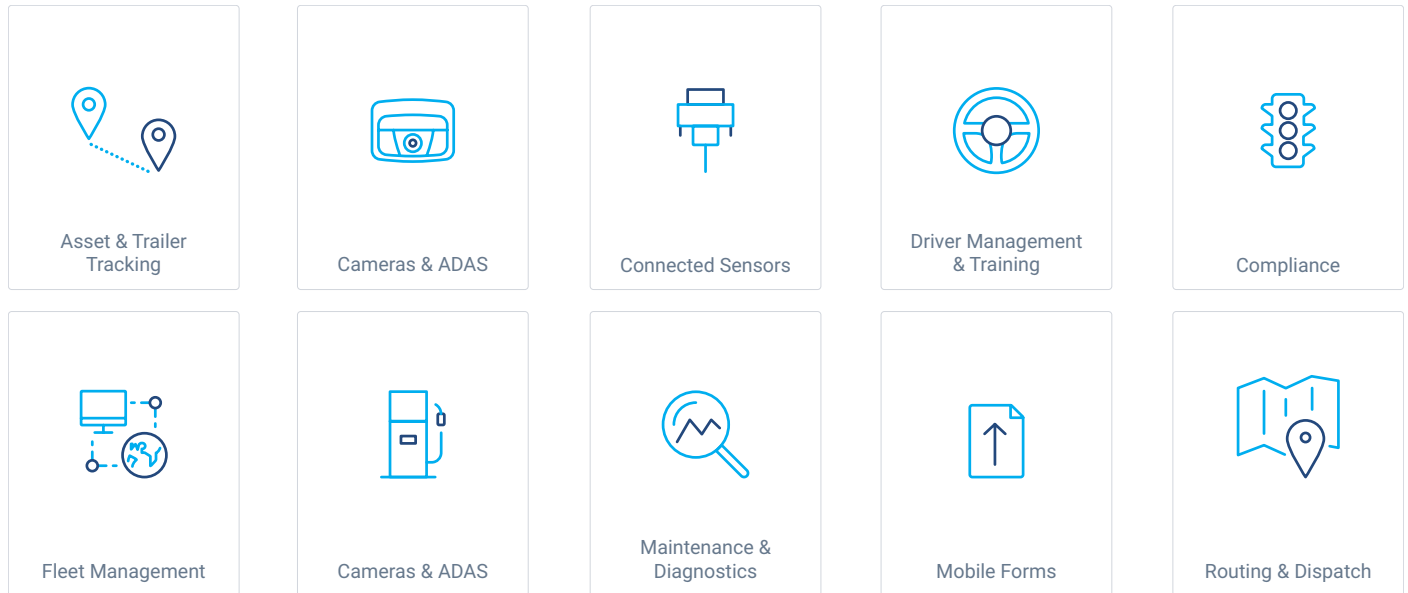 Asset & Trailer
Tracking
Cameras & ADAS
Connected Sensors
Driver Management
& Training
Compliance
Fleet Management
Cameras & ADAS
Maintenance &
Diagnostics
Mobile Forms
Routing & Dispatch